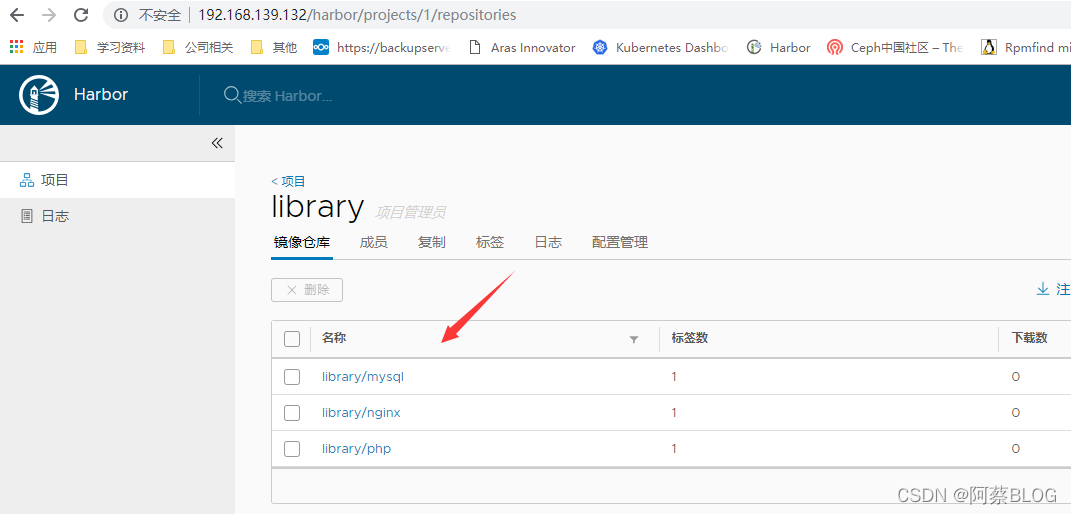 不安全 192.168.139.132/harbor/projects/1/repositories
应用 学习资料 公司相关 其他 https://backupserve Aras Innovator Kubernetes Dashbo Harbor Ceph中国社区 – The Rpmfind mi
Harbor 搜索 Harbor...
项目
日志
< 项目
library 项目管理员
镜像仓库 成员 复制 标签 日志 配置管理
删除 注
名称 标签数 下载数
library/mysql 1 0
library/nginx 1 0
library/php 1 0
CSDN @阿蔡BLOG